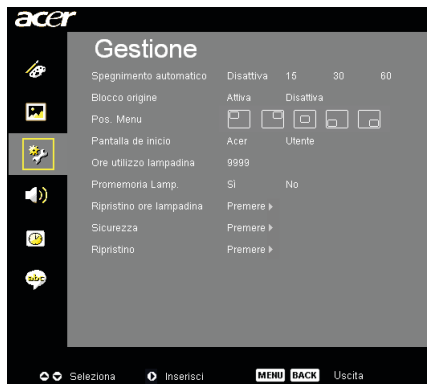 acer
Gestione
Spegnimento automatico Disattiva 15 30 60
Blocco origine Attiva Disattiva
Pos. Menu
Pantalla de inicio Acer Utente
Ore utilizzo lampadina 9999
Promemoria Lamp. Sì No
Ripristino ore lampadina Premere
Sicurezza Premere
Ripristino Premere
abc
Seleziona Inserisci MENU BACK Uscita